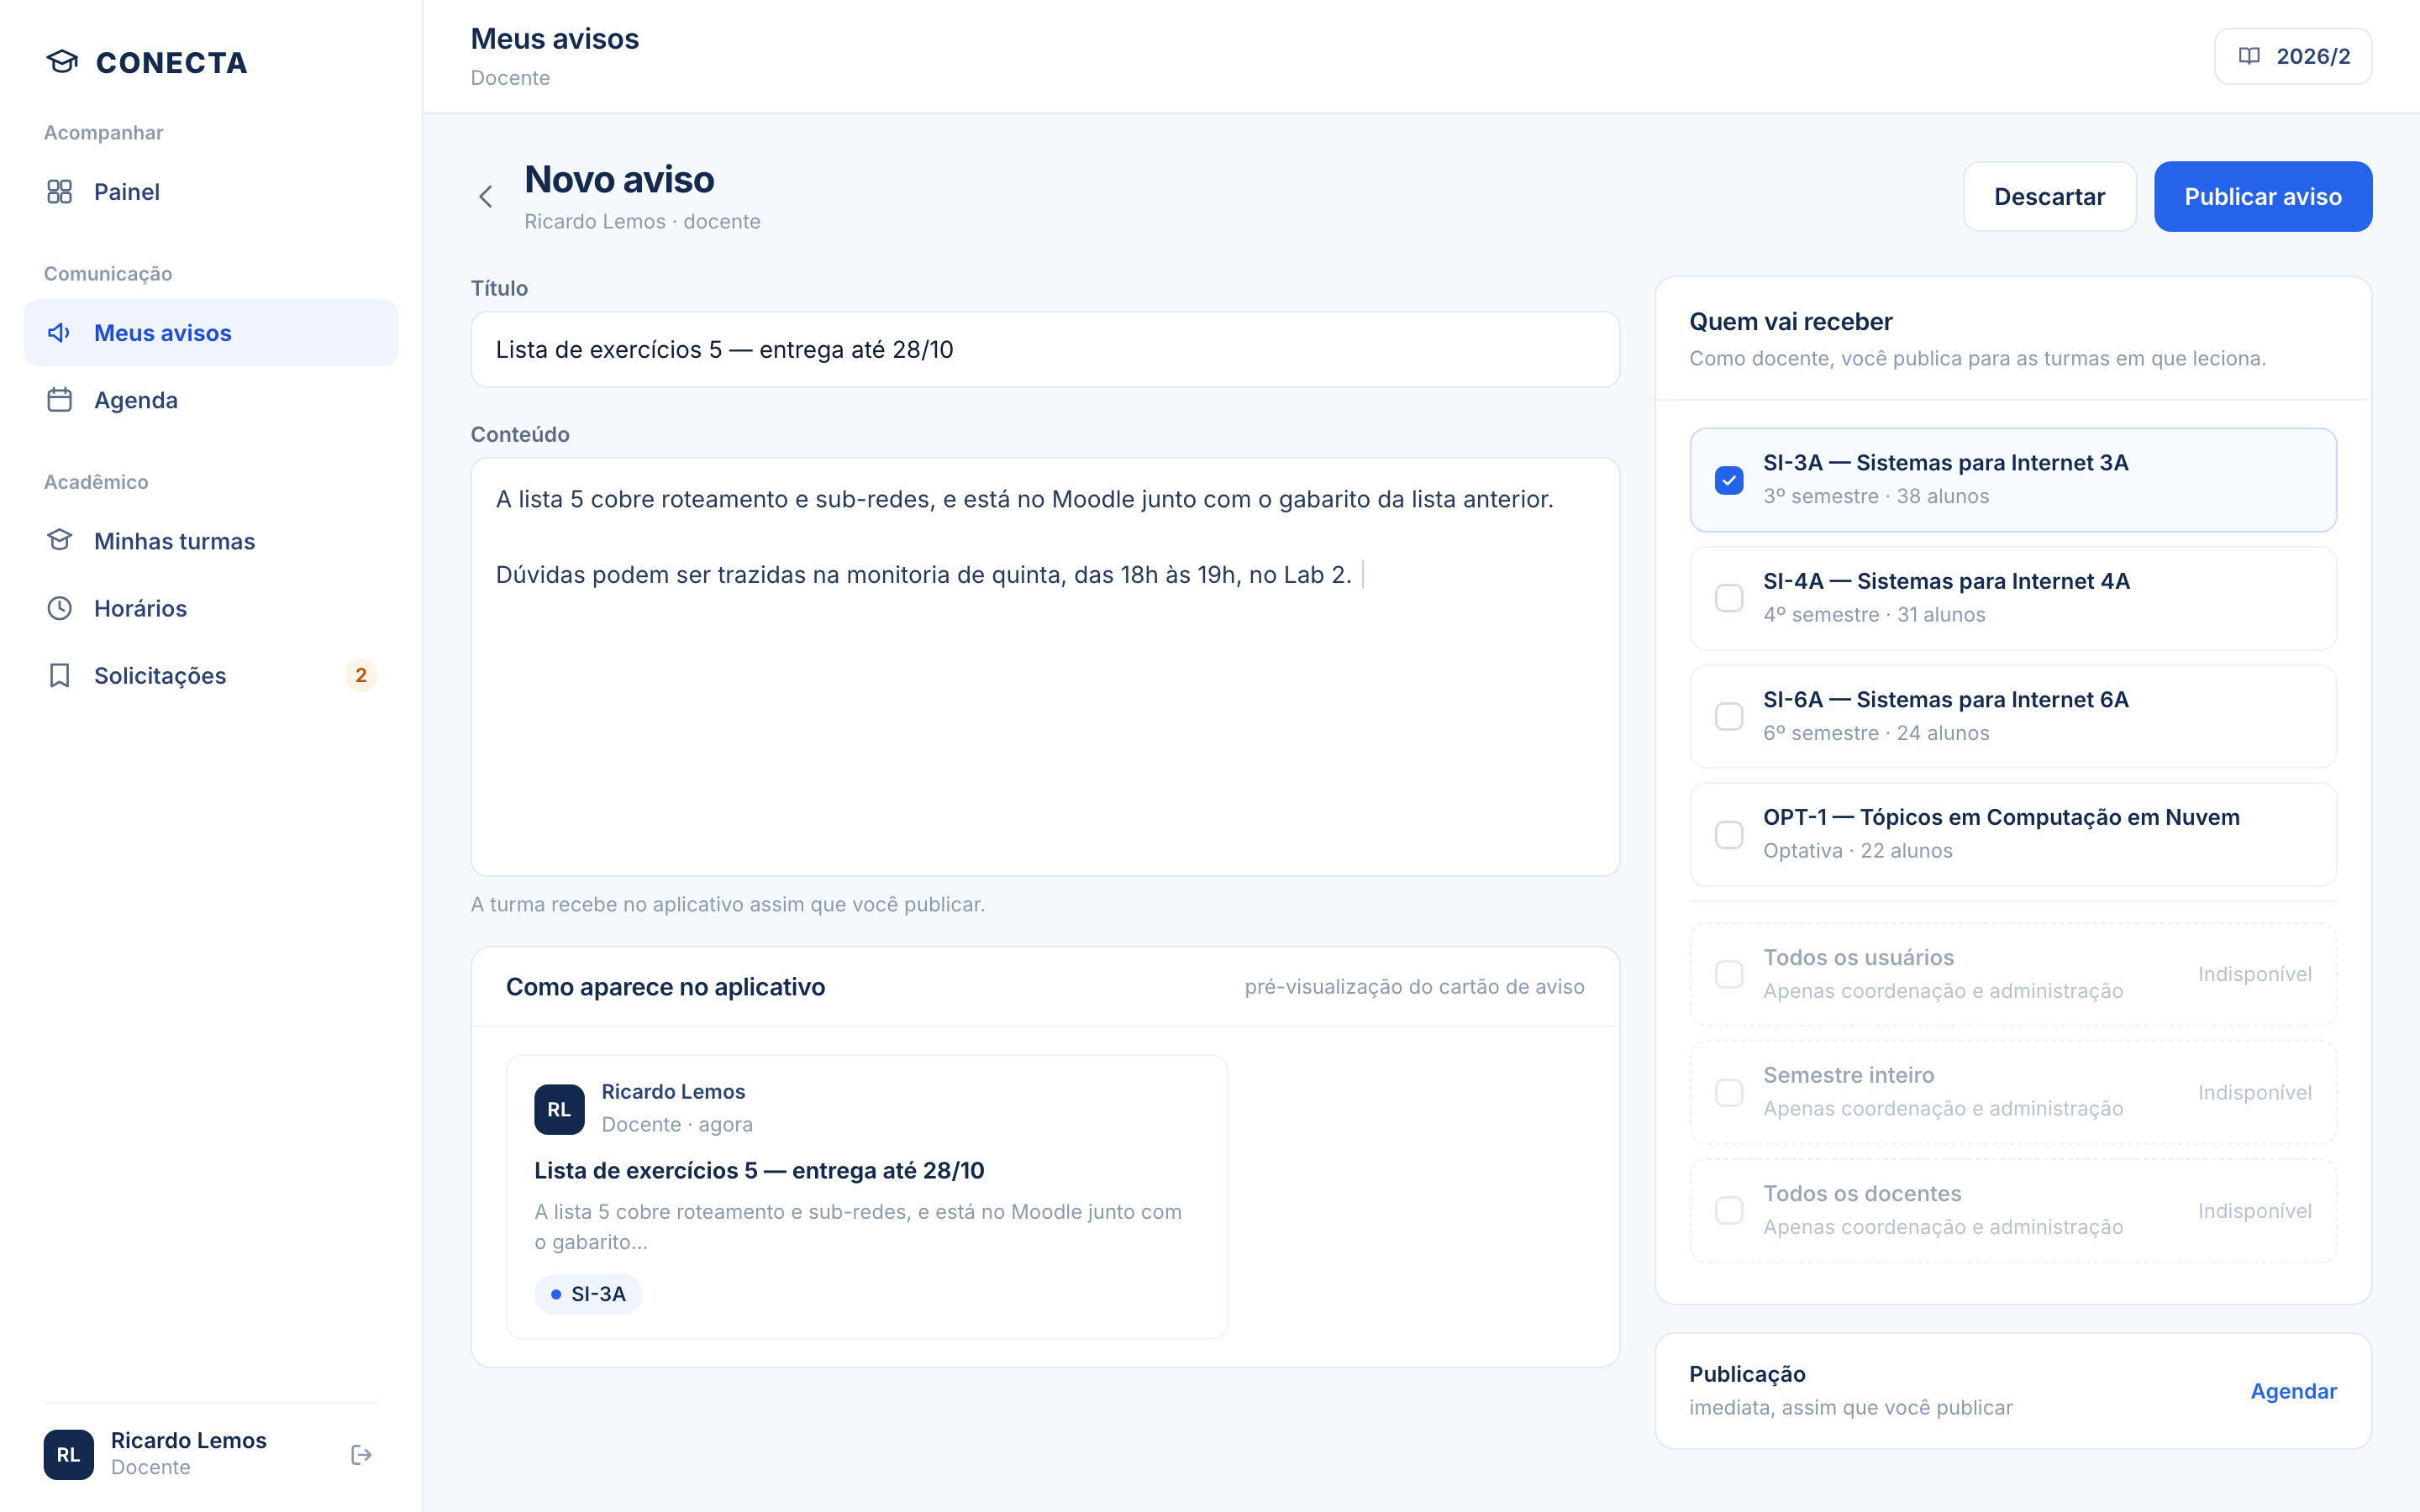 CONECTA
Acompanhar
Painel
Comunicação
Meus avisos
Agenda
Acadêmico
Minhas turmas
Horários
Solicitações
2
RL
Ricardo Lemos
Docente
Meus avisos
Docente
2026/2
Novo aviso
Ricardo Lemos · docente
Descartar
Publicar aviso
Título
Lista de exercícios 5 — entrega até 28/10
Conteúdo
A lista 5 cobre roteamento e sub-redes, e está no Moodle junto com o gabarito da lista anterior.
Dúvidas podem ser trazidas na monitoria de quinta, das 18h às 19h, no Lab 2.
A turma recebe no aplicativo assim que você publicar.
Como aparece no aplicativo
pré-visualização do cartão de aviso
RL
Ricardo Lemos
Docente · agora
Lista de exercícios 5 — entrega até 28/10
A lista 5 cobre roteamento e sub-redes, e está no Moodle junto com
o gabarito...
SI-3A
Quem vai receber
Como docente, você publica para as turmas em que leciona.
SI-3A — Sistemas para Internet 3A
3º semestre · 38 alunos
SI-4A — Sistemas para Internet 4A
4º semestre · 31 alunos
SI-6A — Sistemas para Internet 6A
6º semestre · 24 alunos
OPT-1 — Tópicos em Computação em Nuvem
Optativa · 22 alunos
Todos os usuários
Apenas coordenação e administração
Indisponível
Semestre inteiro
Apenas coordenação e administração
Indisponível
Todos os docentes
Apenas coordenação e administração
Indisponível
Publicação
imediata, assim que você publicar
Agendar